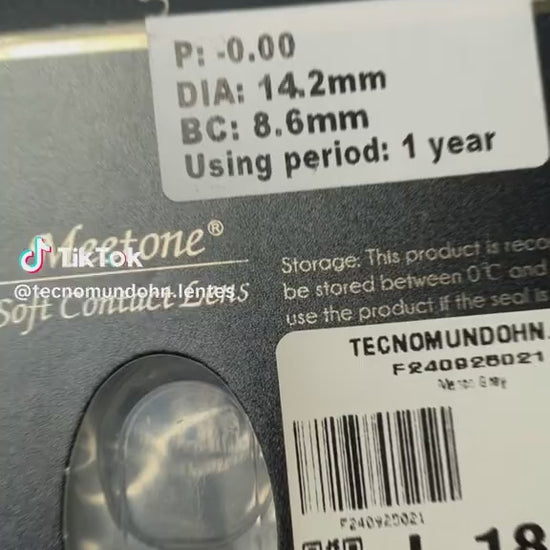 P: -0.00
DIA: 14.2mm
BC: 8.6mm
Using period: 1 year
Meetone®
TikTok
@tecnomundohn.lentes
Soft Contact Lens
Storage: This product is reco
be stored between 0℃ and
use the product if the seal is
TECNOMUNDOHN.
F240925021
Gray
F240925021
18